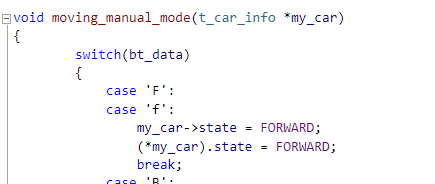 void moving_manual_mode(t_car_info *my_car)
{
switch(bt_data)
{
case 'F':
case 'f':
my_car->state = FORWARD;
(*my_car).state = FORWARD;
break;
case 'B':